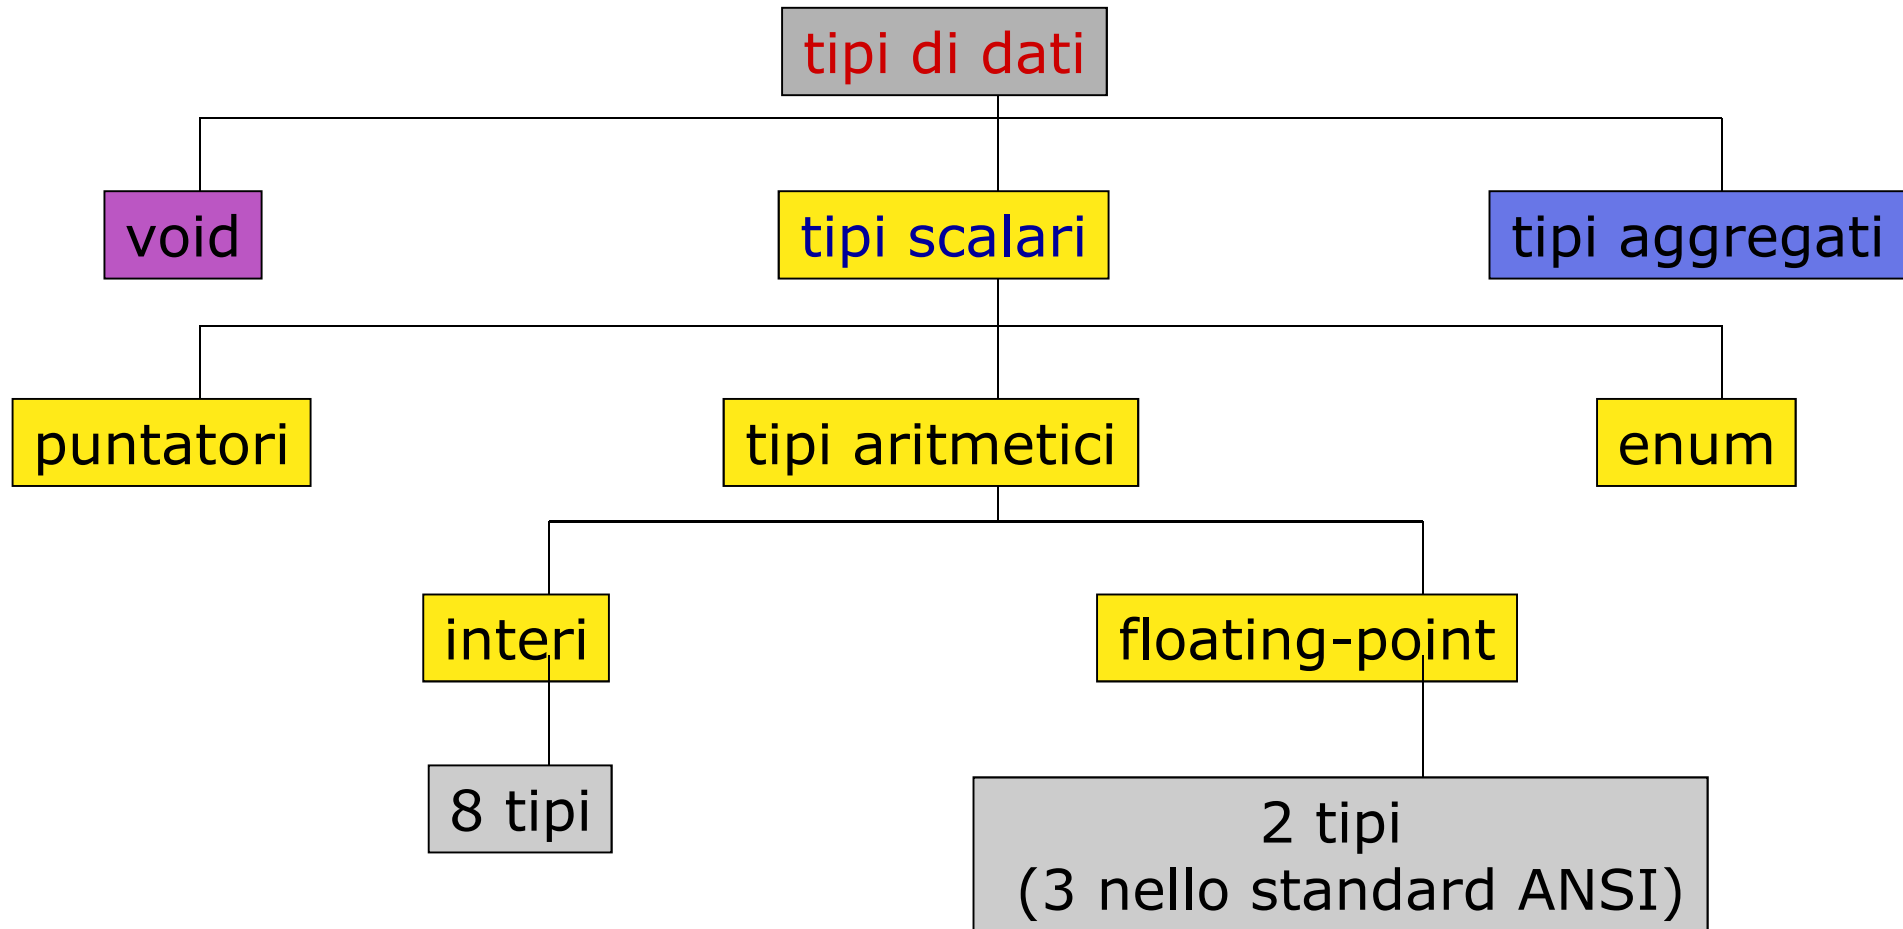 tipi di dati
void
tipi scalari
tipi aggregati
puntatori
tipi aritmetici
enum
interi
floating-point
8 tipi
2 tipi
(3 nello standard ANSI)